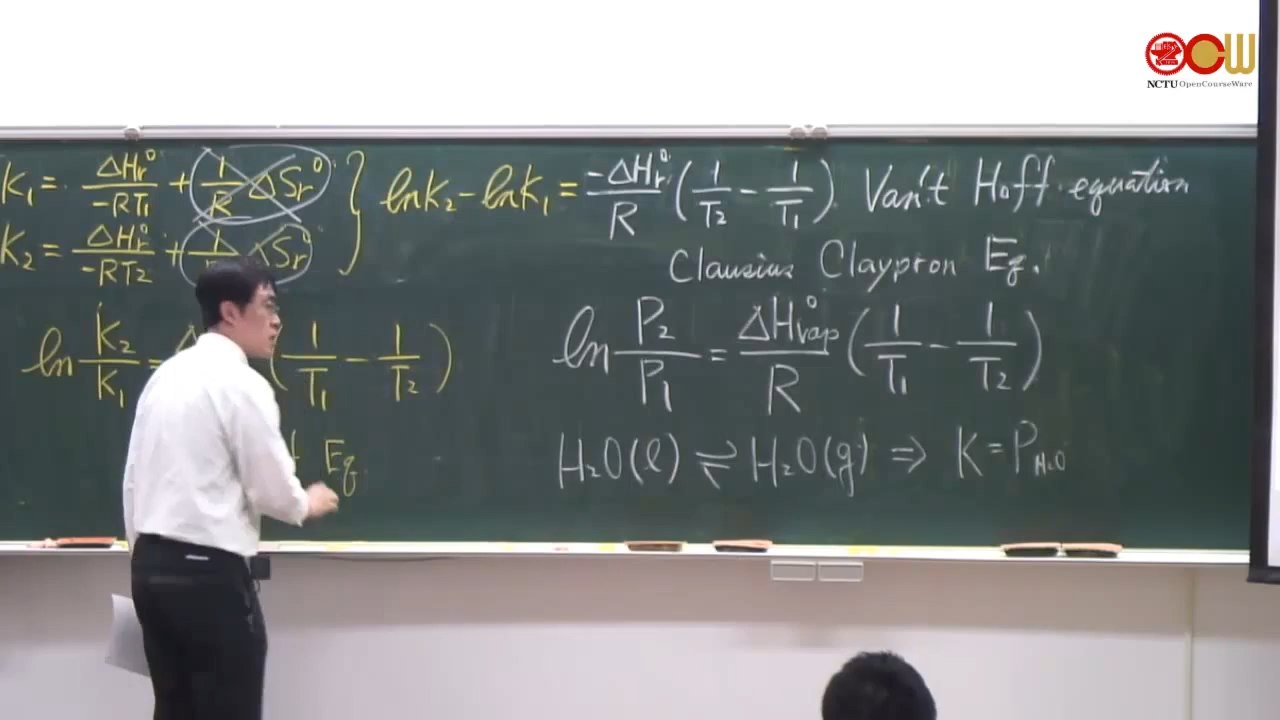 K₁ = ΔHr°/-RT₁ + 1/R ΔSr° } lnK₂ - lnK₁ = -ΔHr°/R (1/T₂ - 1/T₁) Van't Hoff equation
K₂ = ΔHr°/-RT₂ + ΔSr°
Clausius Claypron Eq.
ln K₂/K₁ = (1/T₁ - 1/T₂)
Eq.
ln P₂/P₁ = ΔH°vap/R (1/T₁ - 1/T₂)
H₂O(l) ⇌ H₂O(g) ⇒ K = P_H₂O
OCW
NCTU OpenCourseWare